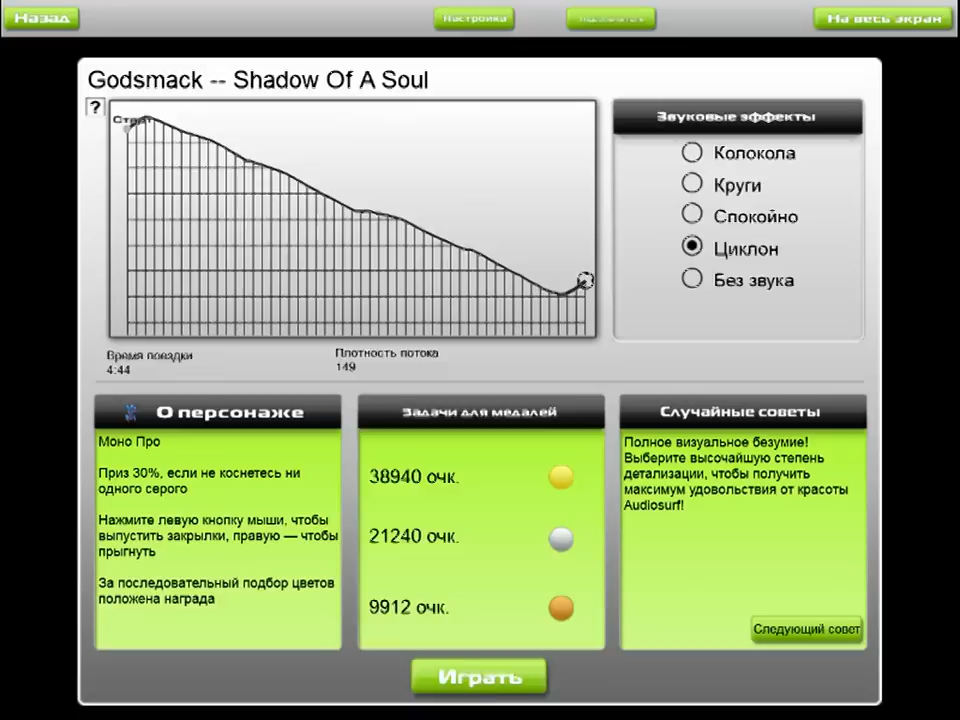 Назад
Настройка
На весь экран
Godsmack -- Shadow Of A Soul
?
Старт
Звуковые эффекты
Колокола
Круги
Спокойно
Циклон
Без звука
Время поездки
4:44
Плотность потока
149
О персонаже
Моно Про
Приз 30%, если не коснетесь ни
одного серого
Нажмите левую кнопку мыши, чтобы
выпустить закрылки, правую — чтобы
прыгнуть
За последовательный подбор цветов
положена награда
Задачи для медалей
38940 очк.
21240 очк.
9912 очк.
Случайные советы
Полное визуальное безумие!
Выберите высочайшую степень
детализации, чтобы получить
максимум удовольствия от красоты
Audiosurf!
Следующий совет
Играть